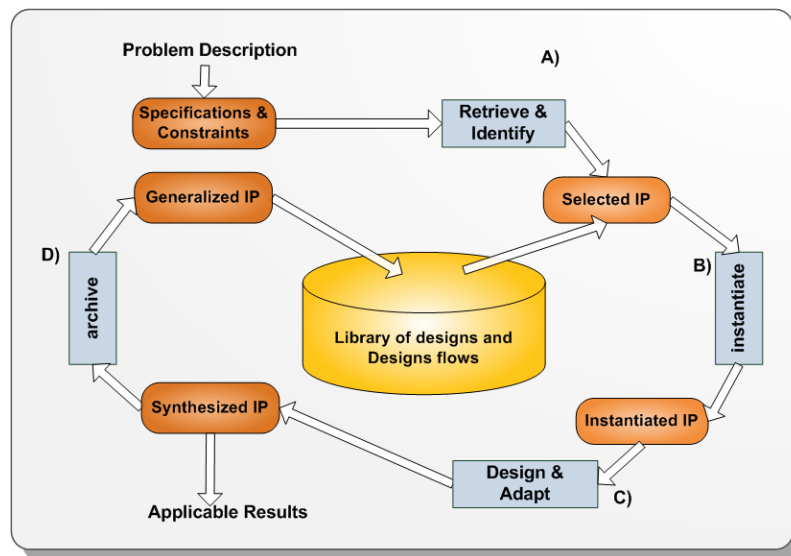 Problem Description
A)
Specifications &
Constraints
Retrieve &
Identify
Generalized IP
Selected IP
D)
B)
archive
instantiate
Library of designs and
Designs flows
Synthesized IP
Instantiated IP
Design &
Adapt
C)
Applicable Results